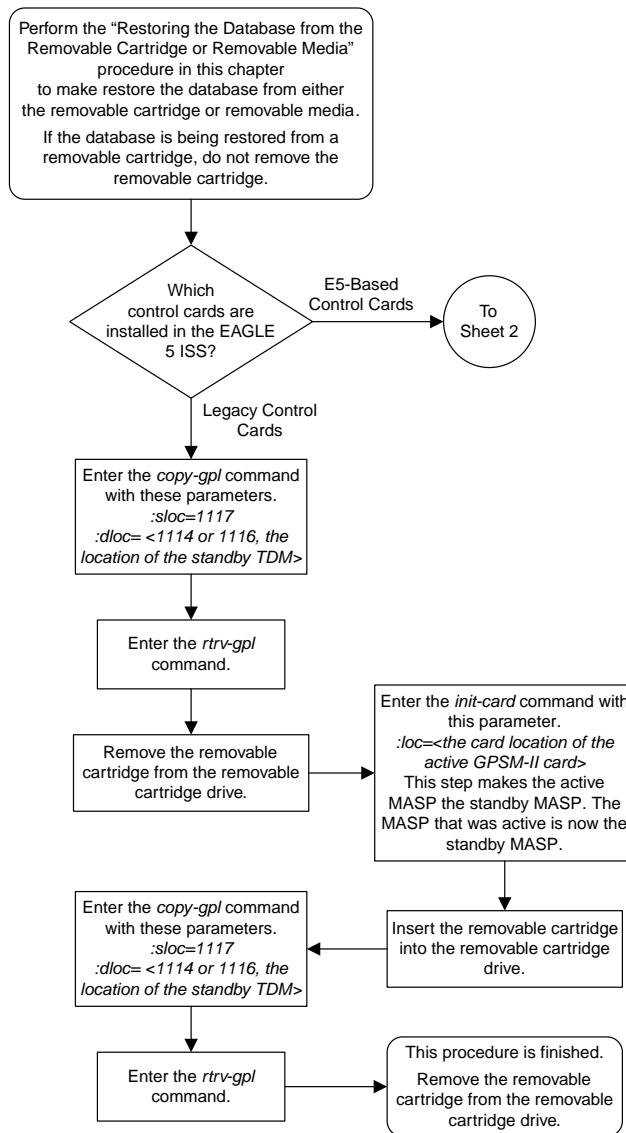 Perform the “Restoring the Database from the
Removable Cartridge or Removable Media”
procedure in this chapter
to make restore the database from either
the removable cartridge or removable media.
If the database is being restored from a
removable cartridge, do not remove the
removable cartridge.
Which
control cards are
installed in the EAGLE
5 ISS?
E5-Based
Control Cards
To
Sheet 2
Legacy Control
Cards
Enter the copy-gpl command
with these parameters.
:sloc=1117
:dloc= <1114 or 1116, the
location of the standby TDM>
Enter the rtrv-gpl
command.
Remove the removable
cartridge from the removable
cartridge drive.
Enter the init-card command with
this parameter.
:loc=<the card location of the
active GPSM-II card>
This step makes the active
MASP the standby MASP. The
MASP that was active is now the
standby MASP.
Insert the removable cartridge
into the removable cartridge
drive.
Enter the copy-gpl command
with these parameters.
:sloc=1117
:dloc= <1114 or 1116, the
location of the standby TDM>
Enter the rtrv-gpl
command.
This procedure is finished.
Remove the removable
cartridge from the removable
cartridge drive.